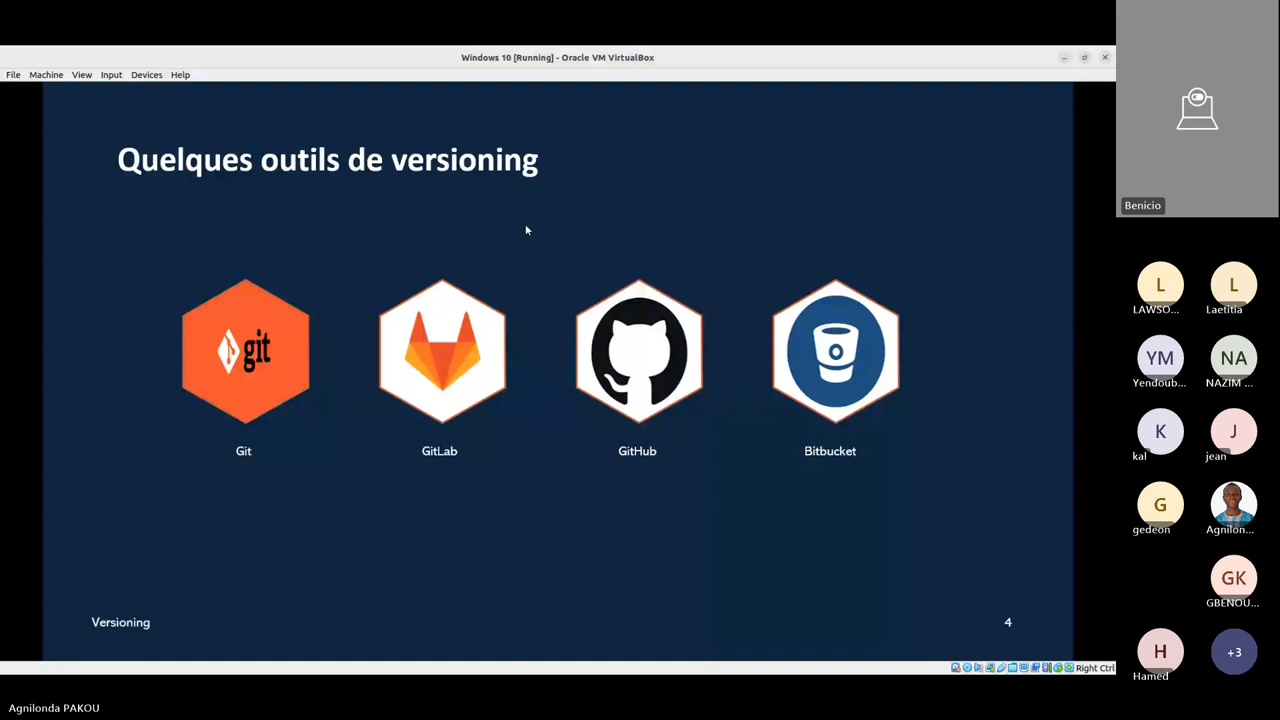 Windows 10 [Running] - Oracle VM VirtualBox
File Machine View Input Devices Help
Quelques outils de versioning
git
Git
GitLab
GitHub
Bitbucket
Versioning
4
Right Ctrl
Benicio
L
LAWSO...
L
Laetitia
YM
Yendoub...
NA
NAZIM ...
K
kal
J
jean
G
gedeon
Agnilon...
GK
GBENOU...
H
Hamed
+3
Agnilonda PAKOU